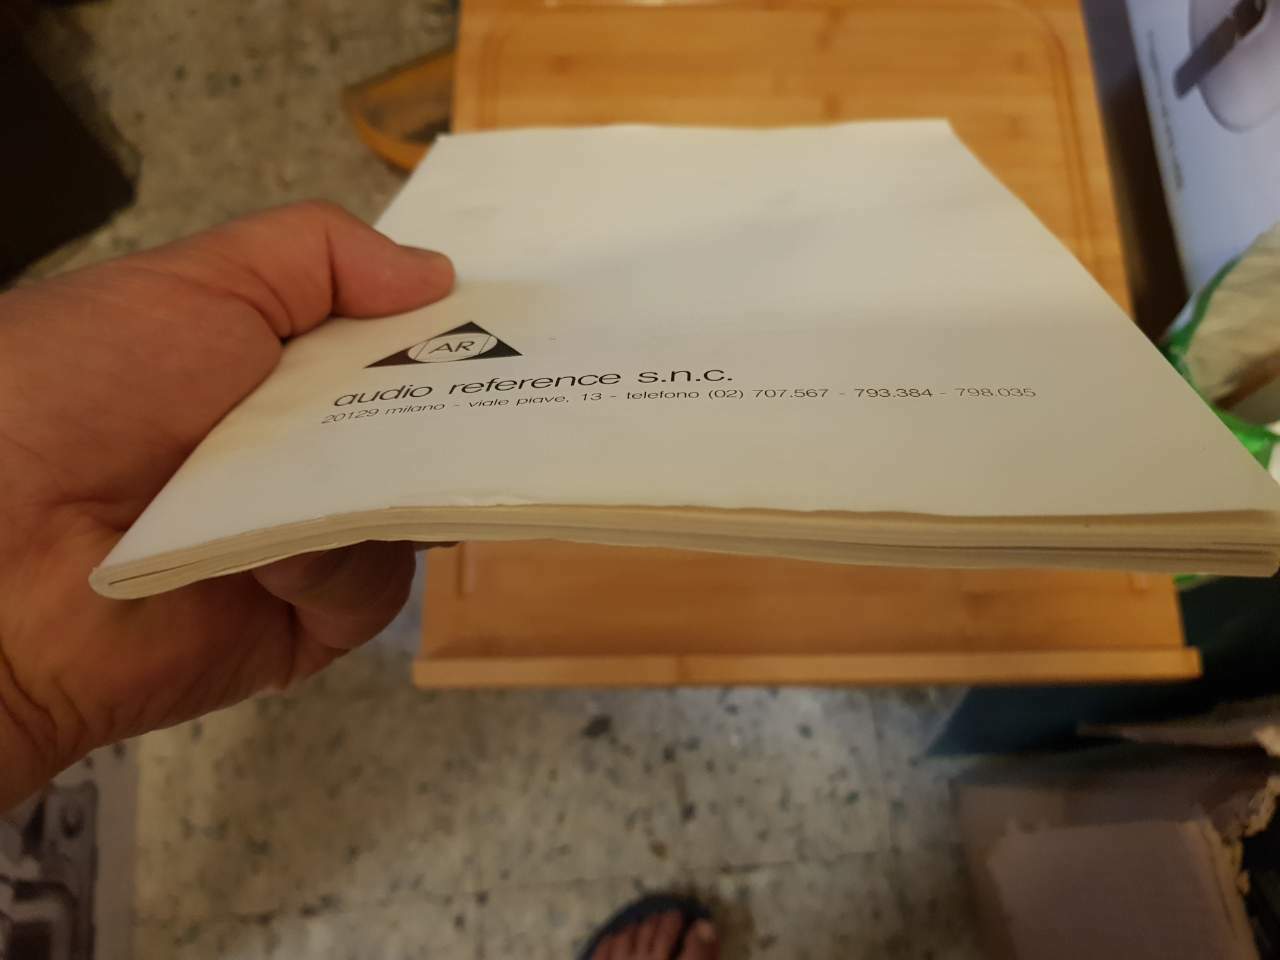 AR
audio reference s.n.c.
20129 milano - viale piave, 13 - telefono (02) 707.567 - 793.384 - 798.035